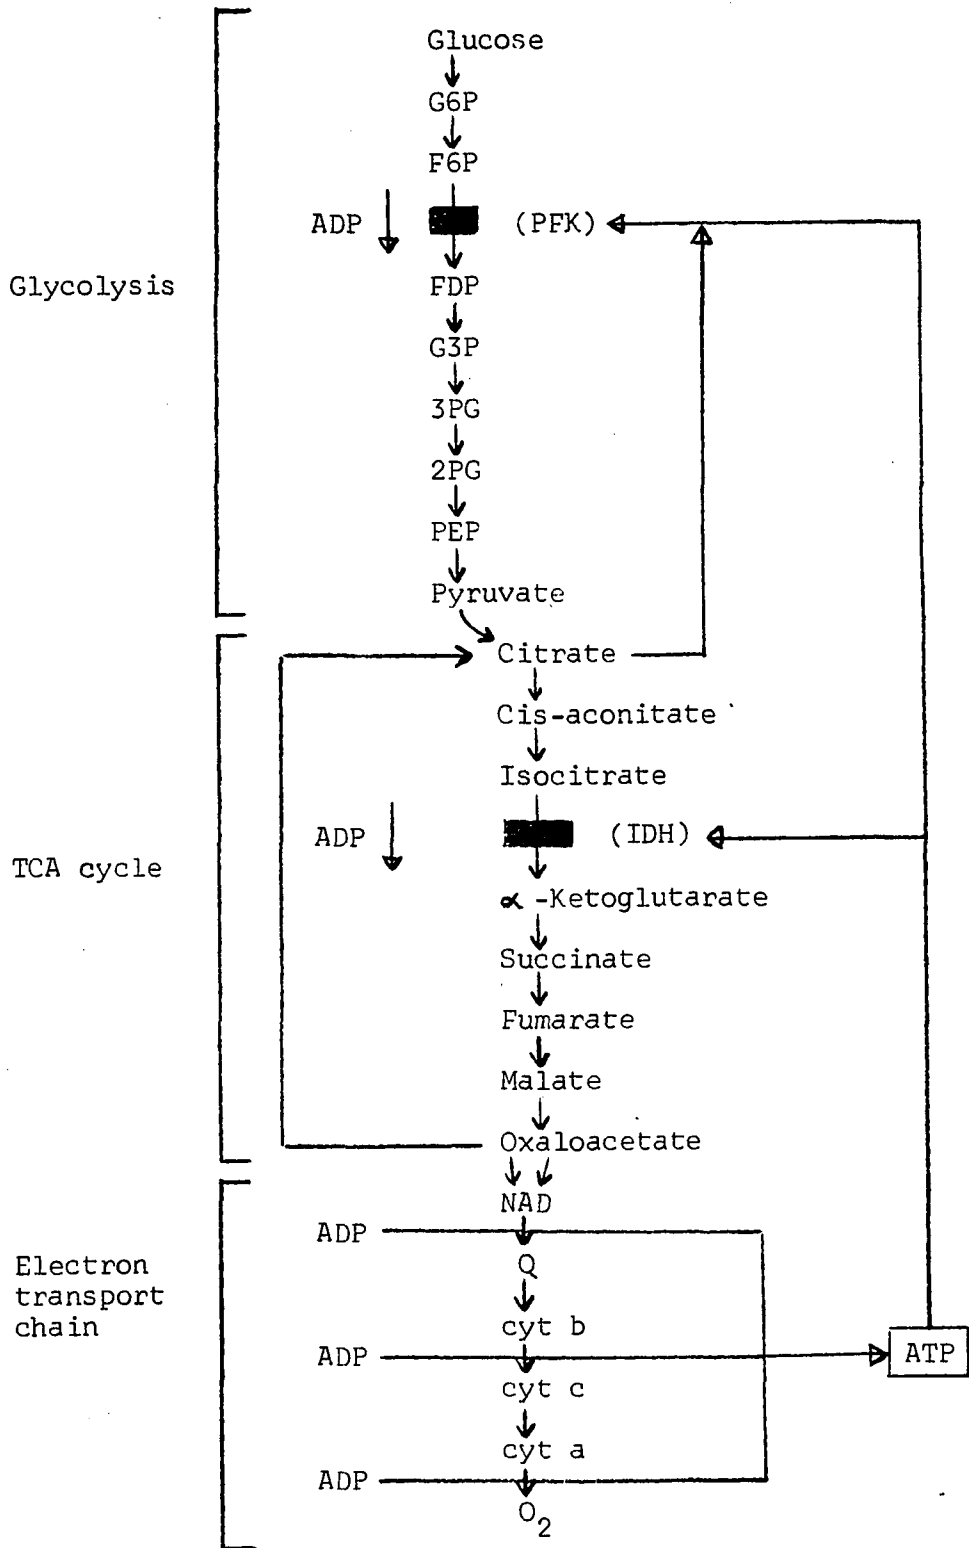 Glucose
G6P
F6P
ADP
(PFK)
Glycolysis
FDP
G3P
3PG
2PG
PEP
Pyruvate
Citrate
Cis-aconitate
Isocitrate
ADP
(IDH)
TCA cycle
α -Ketoglutarate
Succinate
Fumarate
Malate
Oxaloacetate
NAD
ADP
Electron
transport
chain
Q
cyt b
ADP
ATP
cyt c
cyt a
ADP
O2